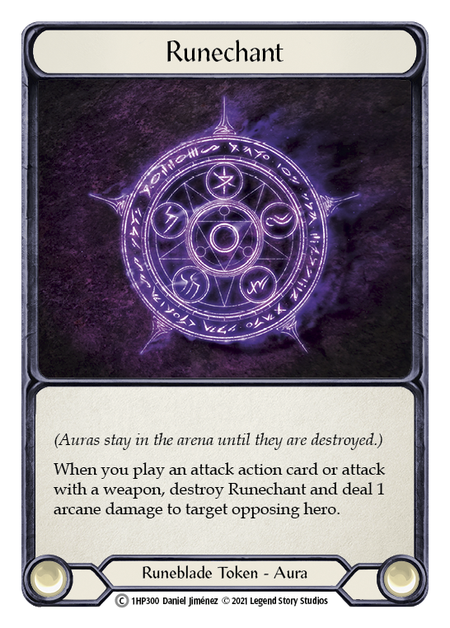 Runechant
(Auras stay in the arena until they are destroyed.)
When you play an attack action card or attack
with a weapon, destroy Runechant and deal 1
arcane damage to target opposing hero.
Runeblade Token - Aura
C 1HP300 Daniel Jiménez © 2021 Legend Story Studios